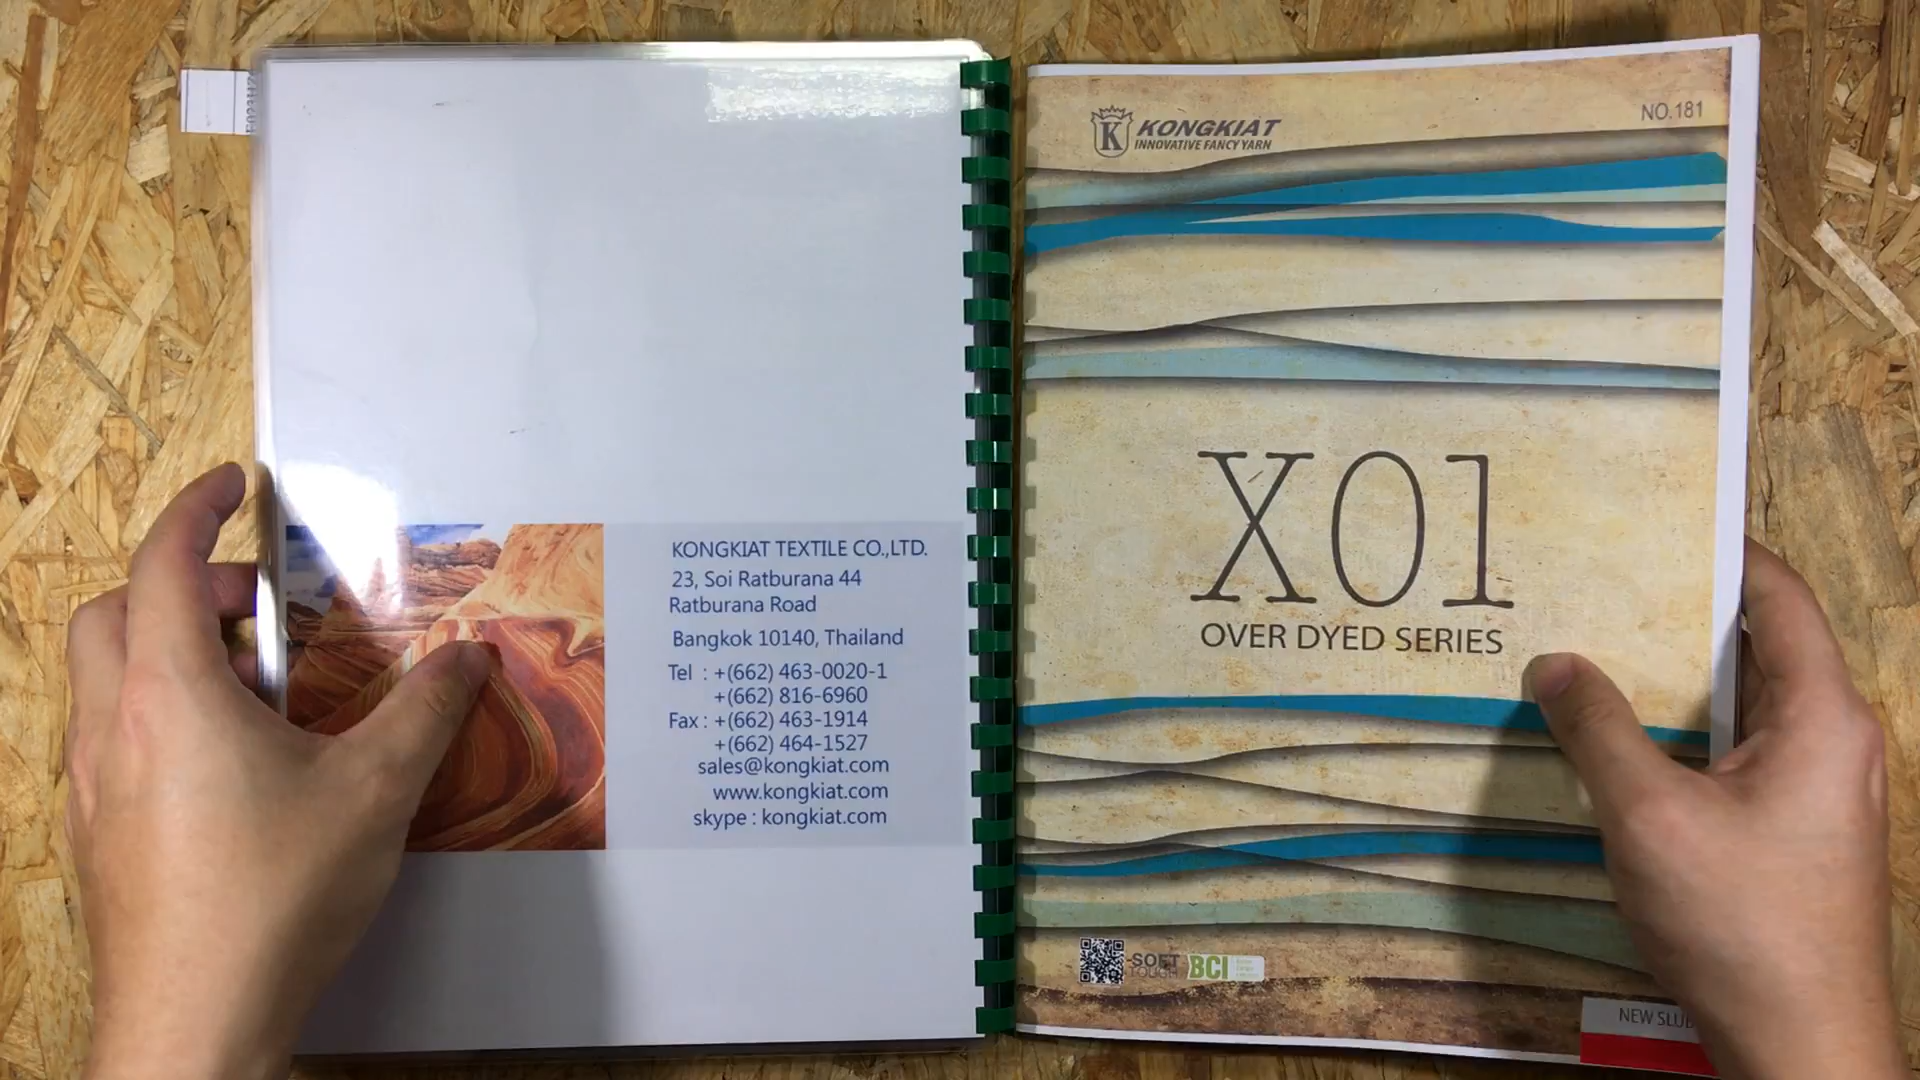 KONGKIAT TEXTILE CO.,LTD.
23, Soi Ratburana 44
Ratburana Road
Bangkok 10140, Thailand
Tel : +(662) 463-0020-1
+(662) 816-6960
Fax : +(662) 463-1914
+(662) 464-1527
sales@kongkiat.com
www.kongkiat.com
skype : kongkiat.com
K KONGKIAT
INNOVATIVE FANCY YARN
NO.181
X01
OVER DYED SERIES
SOFT
TOUCH
BCI
NEW SLUB